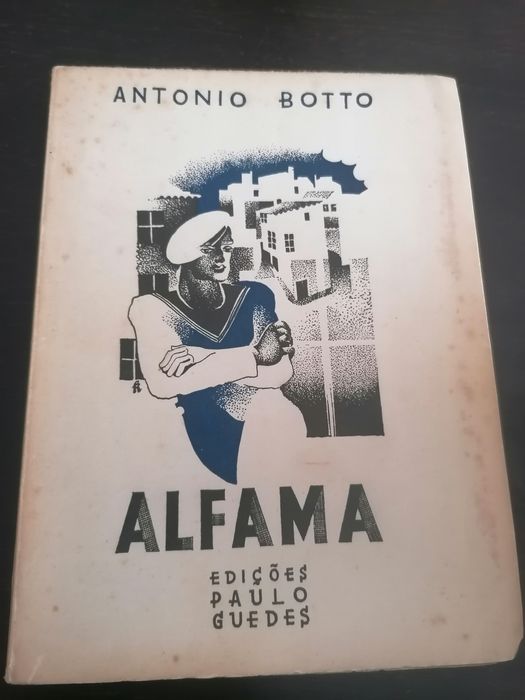 ANTONIO BOTTO
ALFAMA
EDIÇÕES
PAULO
GUEDES